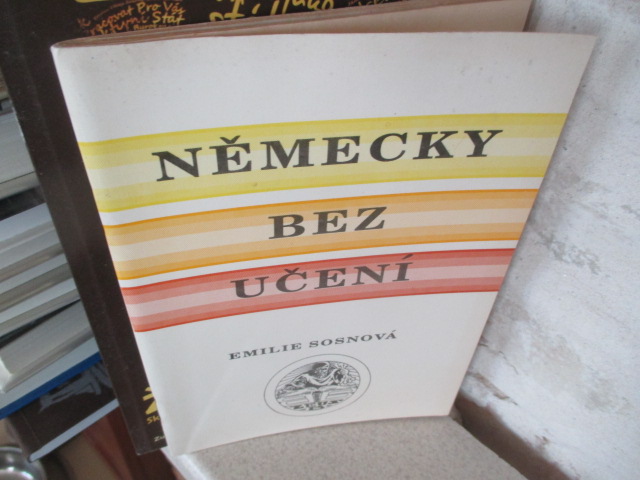 NĚMECKY
BEZ
UČENÍ
EMILIE SOSNOVÁ